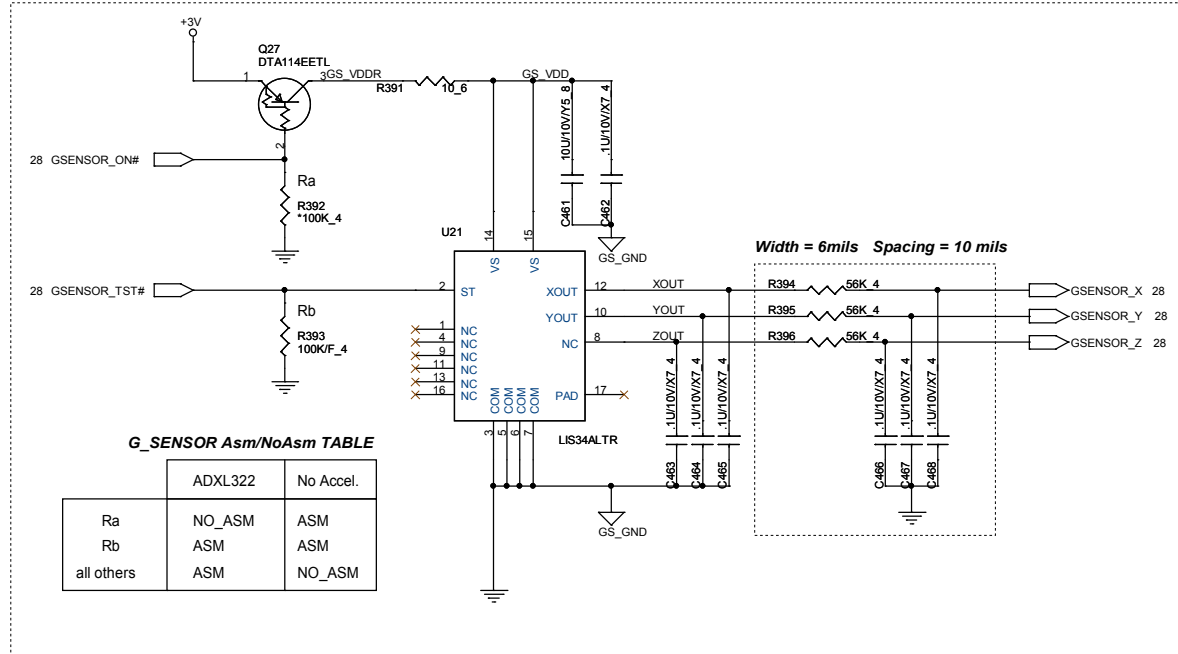 +3V
Q27
DTA114EETL
1
3
GS_VDDR
R391
10_6
GS_VDD
10U/10V/Y5_8
.1U/10V/X7_4
C461
C462
GS_GND
2
28 GSENSOR_ON#
Ra
R392
*100K_4
U21
14
15
VS
VS
Width = 6mils Spacing = 10 mils
28 GSENSOR_TST#
2
ST
XOUT
12
XOUT
R394
56K_4
GSENSOR_X 28
YOUT
10
YOUT
R395
56K_4
GSENSOR_Y 28
NC
8
ZOUT
R396
56K_4
GSENSOR_Z 28
Rb
R393
100K/F_4
1 NC
4 NC
9 NC
11 NC
13 NC
16 NC
COM
COM
COM
COM
PAD
17
3
5
6
7
LIS34ALTR
.1U/10V/X7_4
.1U/10V/X7_4
.1U/10V/X7_4
C463
C464
C465
.1U/10V/X7_4
.1U/10V/X7_4
.1U/10V/X7_4
C466
C467
C468
GS_GND
G_SENSOR Asm/NoAsm TABLE
ADXL322 No Accel.
Ra NO_ASM ASM
Rb ASM ASM
all others ASM NO_ASM